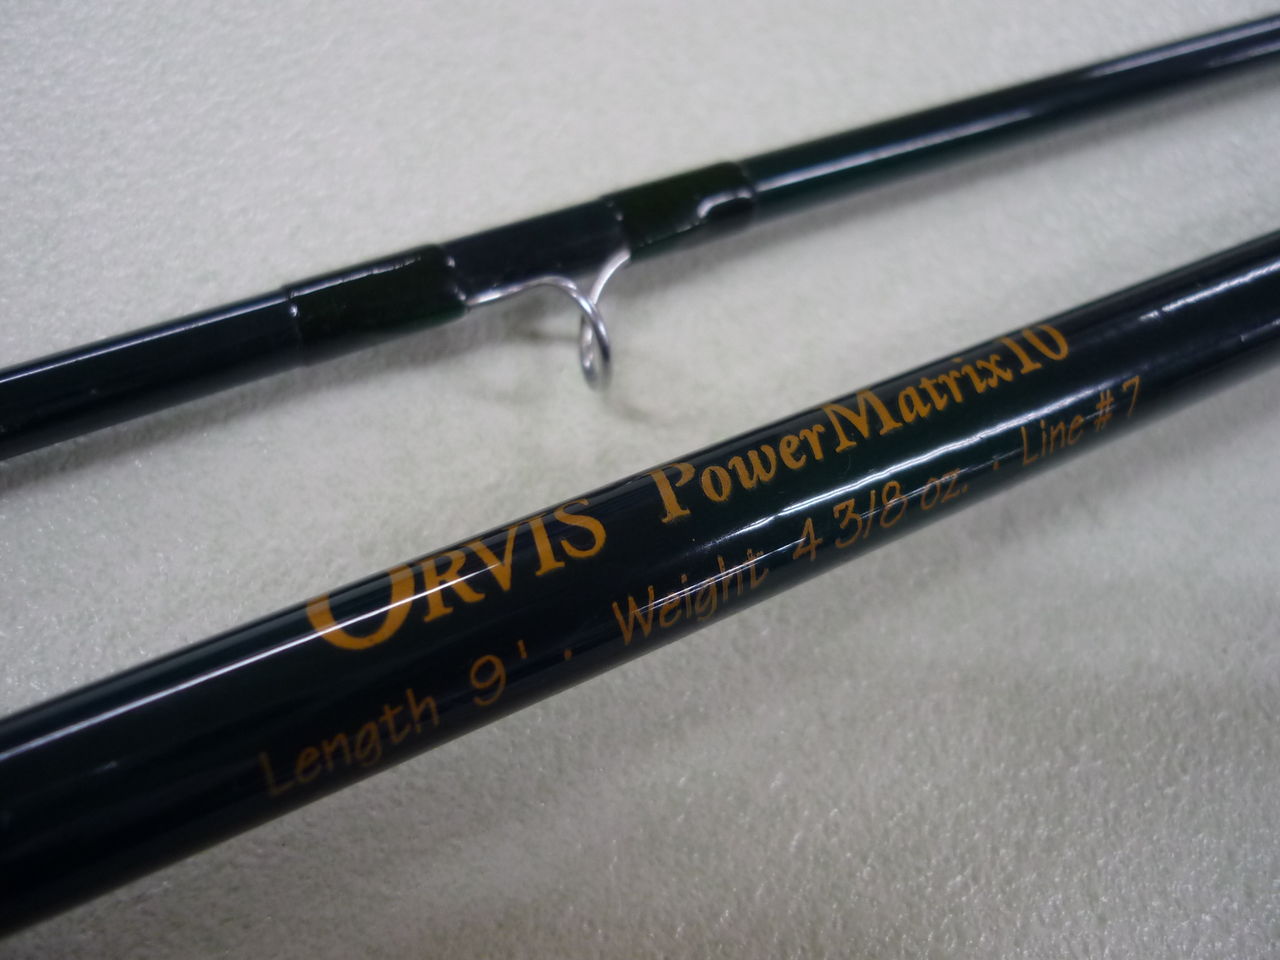 ORVIS PowerMatrix10
Length 9' · Weight 4 3/8 oz. · Line # 7